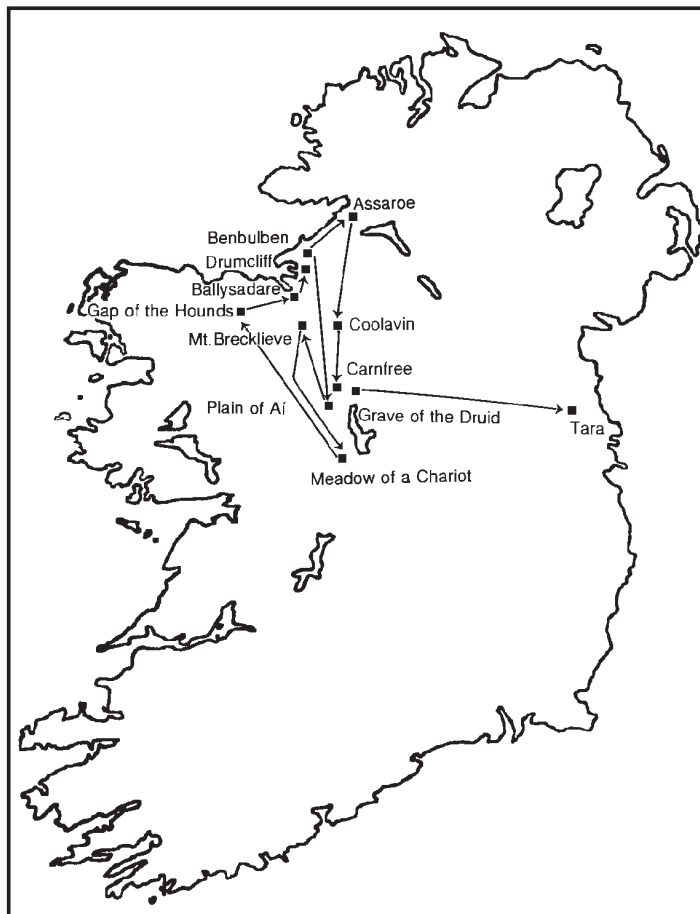 Assaroe
Benbulben
Drumcliff
Ballysadare
Gap of the Hounds
Mt. Brecklieve
Coolavin
Carnfree
Plain of Aí
Grave of the Druid
Tara
Meadow of a Chariot